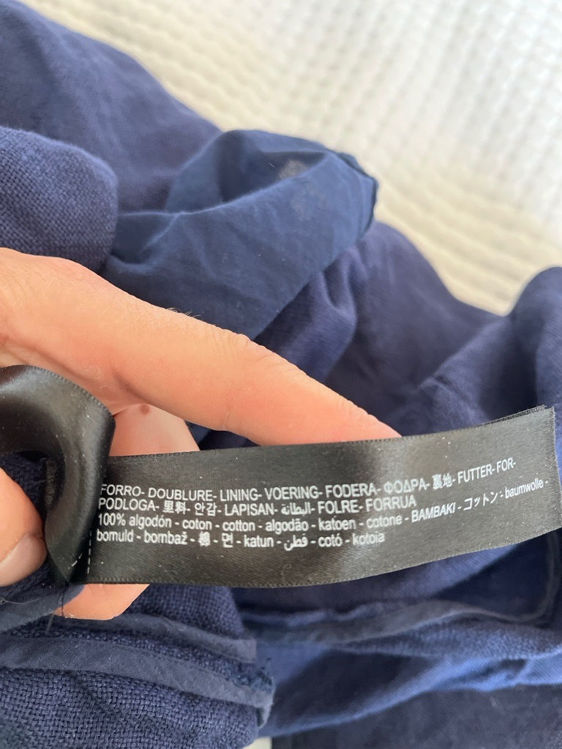 FORRO- DOUBLURE- LINING- VOERING- FODERA- ΦΟΔΡΑ- 裏地- FUTTER- FOR-
PODLOGA- 里料- 안감- LAPISAN- البطانة- FOLRE- FORRUA
100% algodón - coton - cotton - algodão - katoen - cotone - BAMBAKI - コットン - baumwolle -
bomuld - bombaž - 棉 - 면 - katun - قطن - cotó - kotoia